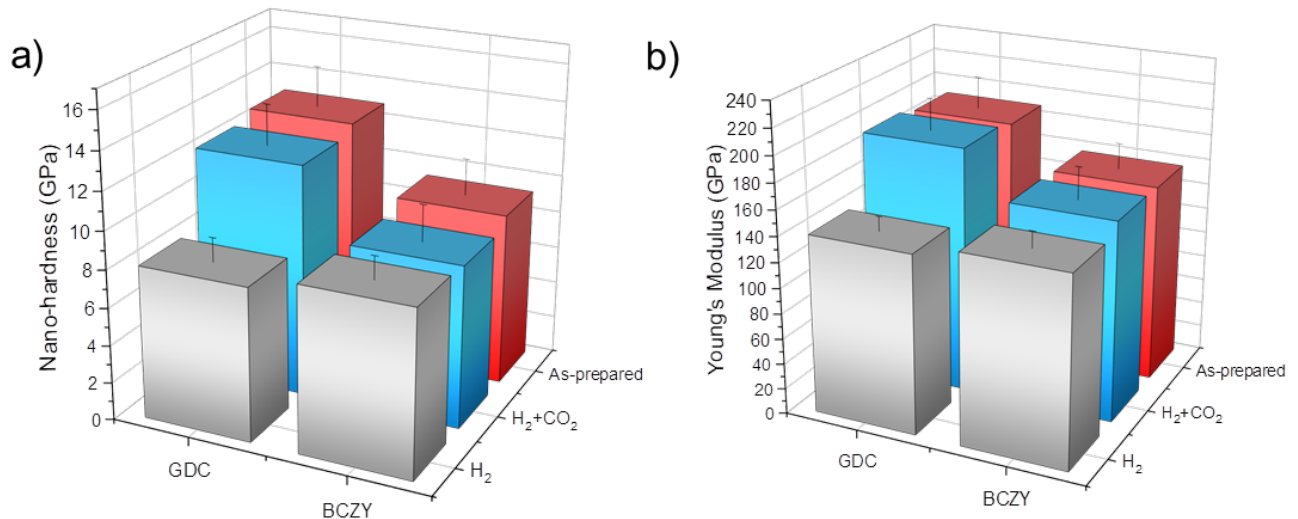 a)
Nano-hardness (GPa)
16
14
12
10
8
6
4
2
0
GDC
BCZY
H₂
H₂+CO₂
As-prepared
b)
Young's Modulus (GPa)
240
220
200
180
160
140
120
100
80
60
40
20
0
GDC
BCZY
H₂
H₂+CO₂
As-prepared